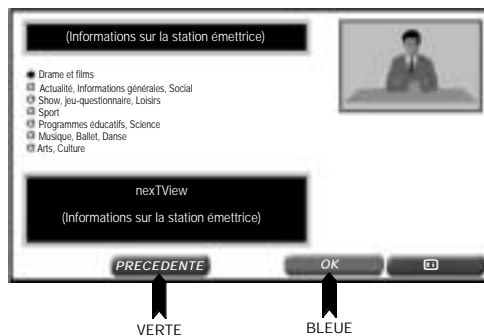 (Informations sur la station émettrice)
Drame et films
Actualité, Informations générales, Social
Show, jeu-questionnaire, Loisirs
Sport
Programmes éducatifs, Science
Musique, Ballet, Danse
Arts, Culture
nexTView
(Informations sur la station émettrice)
PRECEDENTE OK
VERTE BLEUE